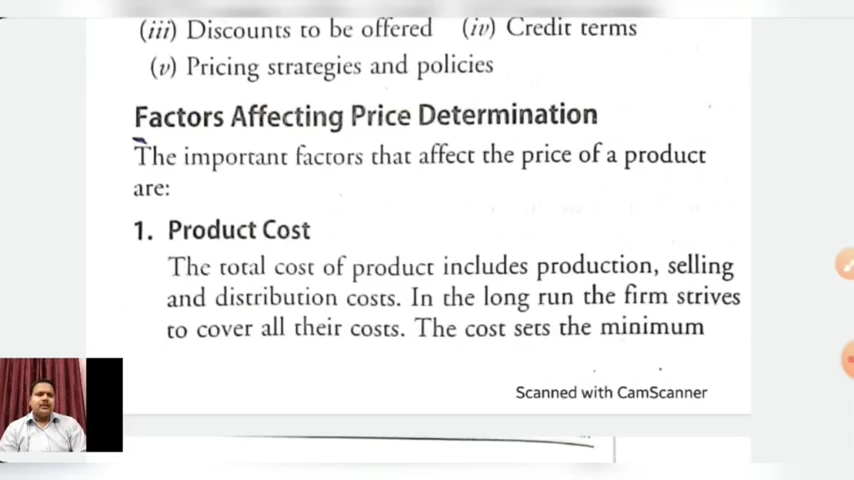 (iii) Discounts to be offered (iv) Credit terms
(v) Pricing strategies and policies
Factors Affecting Price Determination
The important factors that affect the price of a product
are:
1. Product Cost
The total cost of product includes production, selling
and distribution costs. In the long run the firm strives
to cover all their costs. The cost sets the minimum
Scanned with CamScanner